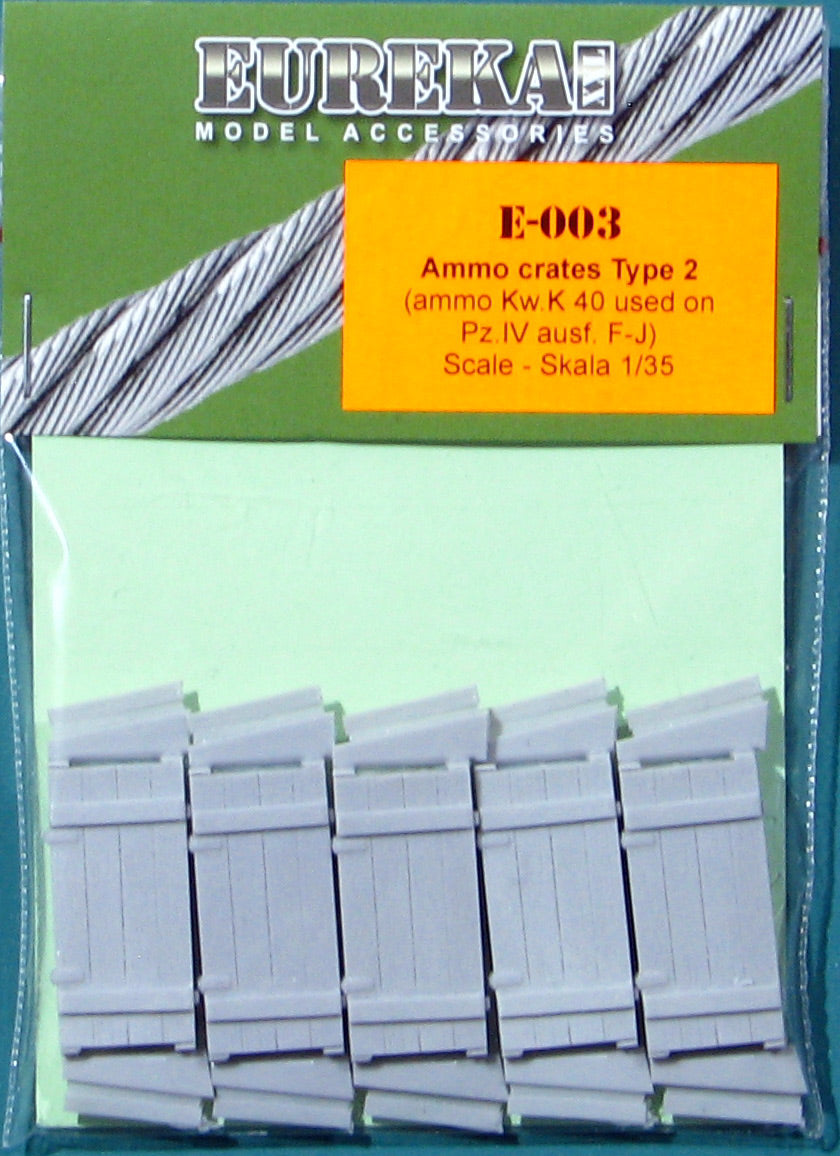 EUREKA XXL
MODEL ACCESSORIES
E-003
Ammo crates Type 2
(ammo Kw.K 40 used on
Pz.IV ausf. F-J)
Scale - Skala 1/35